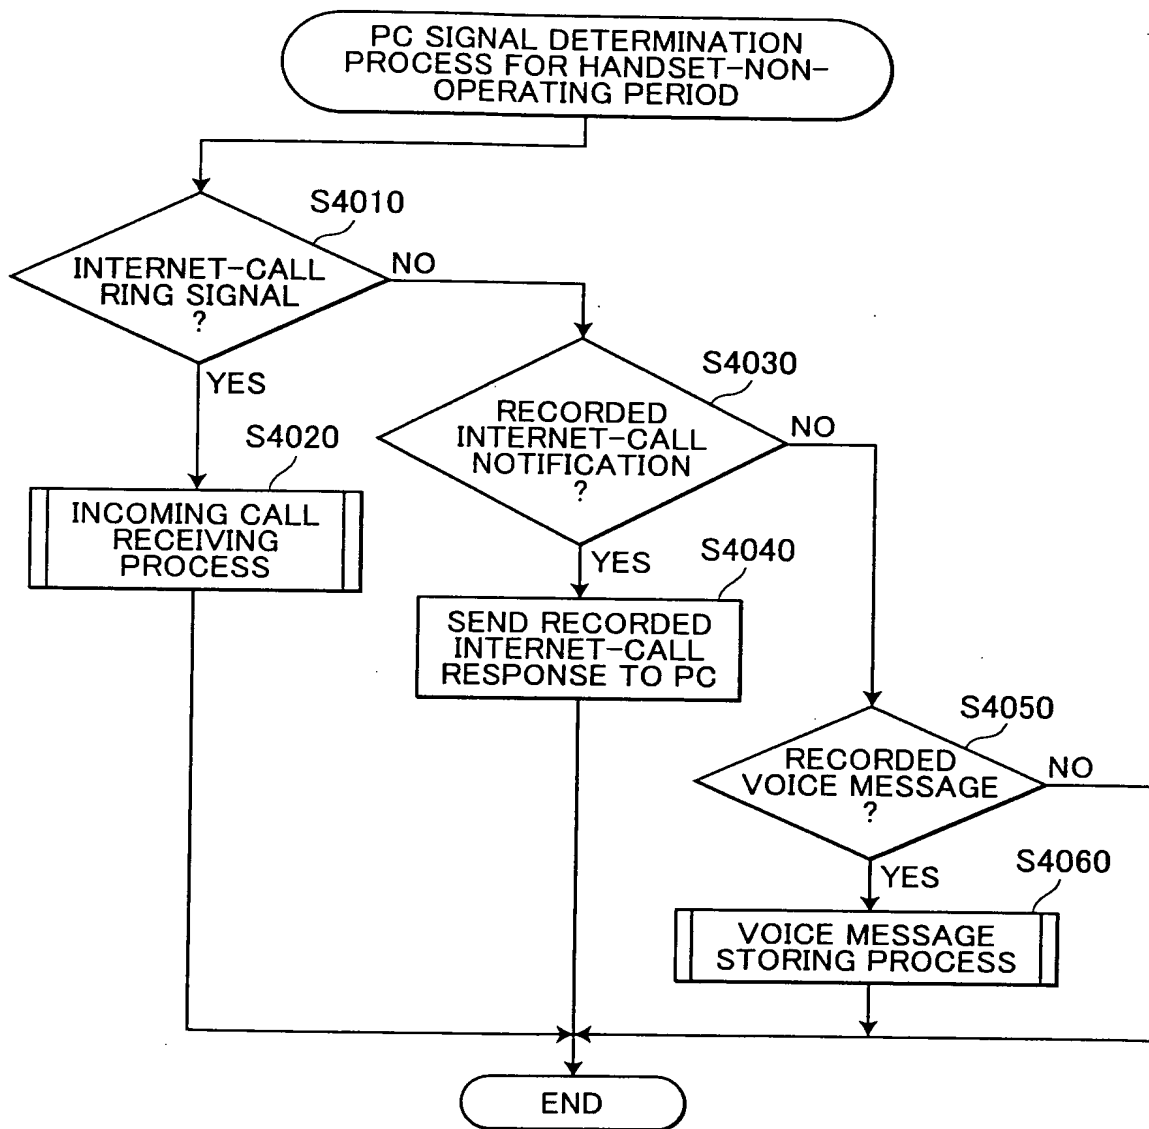 PC SIGNAL DETERMINATION
PROCESS FOR HANDSET-NON-
OPERATING PERIOD
S4010
INTERNET-CALL
RING SIGNAL
?
NO
YES
S4030
RECORDED
INTERNET-CALL
NOTIFICATION
?
NO
YES
S4020
INCOMING CALL
RECEIVING
PROCESS
S4040
SEND RECORDED
INTERNET-CALL
RESPONSE TO PC
S4050
RECORDED
VOICE MESSAGE
?
NO
YES
S4060
VOICE MESSAGE
STORING PROCESS
END